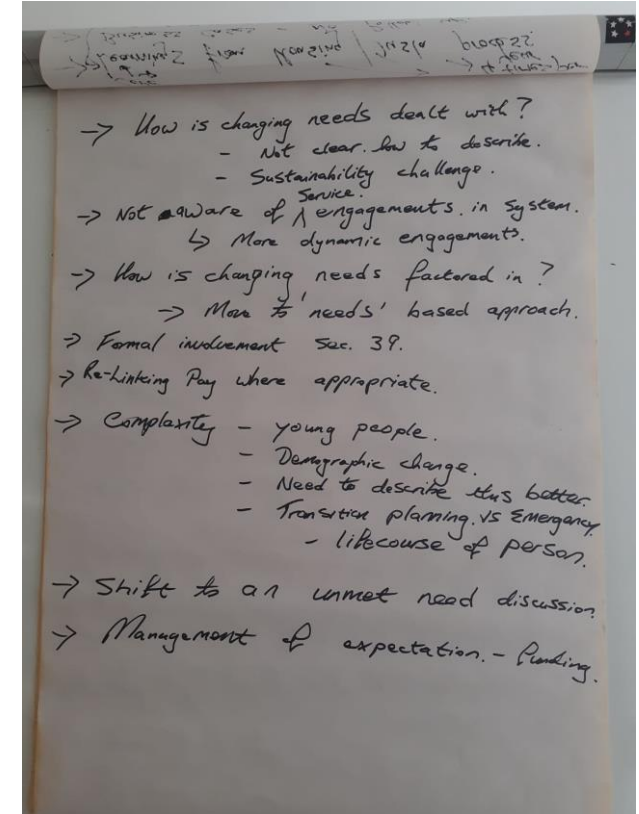 -> How is changing needs dealt with?
- Not clear. how to describe.
- Sustainability challenge.
Service.
-> Not aware of ^ engagements. in System.
↳ More dynamic engagements.
-> How is changing needs factored in?
-> Move to 'needs' based approach.
-> Formal involvement Sec. 39.
-> Re-Linking Pay where appropriate.
-> Complexity - young people.
- Demographic change.
- Need to describe this better.
- Transition planning. vs Emergency.
- lifecourse of person.
-> Shift to an unmet need discussion.
-> Management of expectation. - funding.